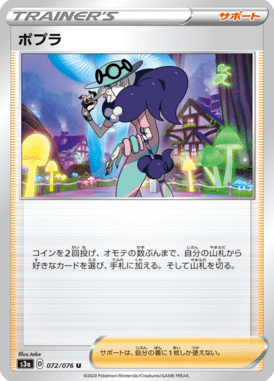 TRAINER'S
サポート
ポプラ
コインを2回投げ、オモテの数ぶんまで、自分の山札から
好きなカードを選び、手札に加える。そして山札を切る。
Illus.take
s3a D 072/076 U
サポートは、自分の番に1枚しか使えない。
©2020 Pokémon/Nintendo/Creatures/GAME FREAK.